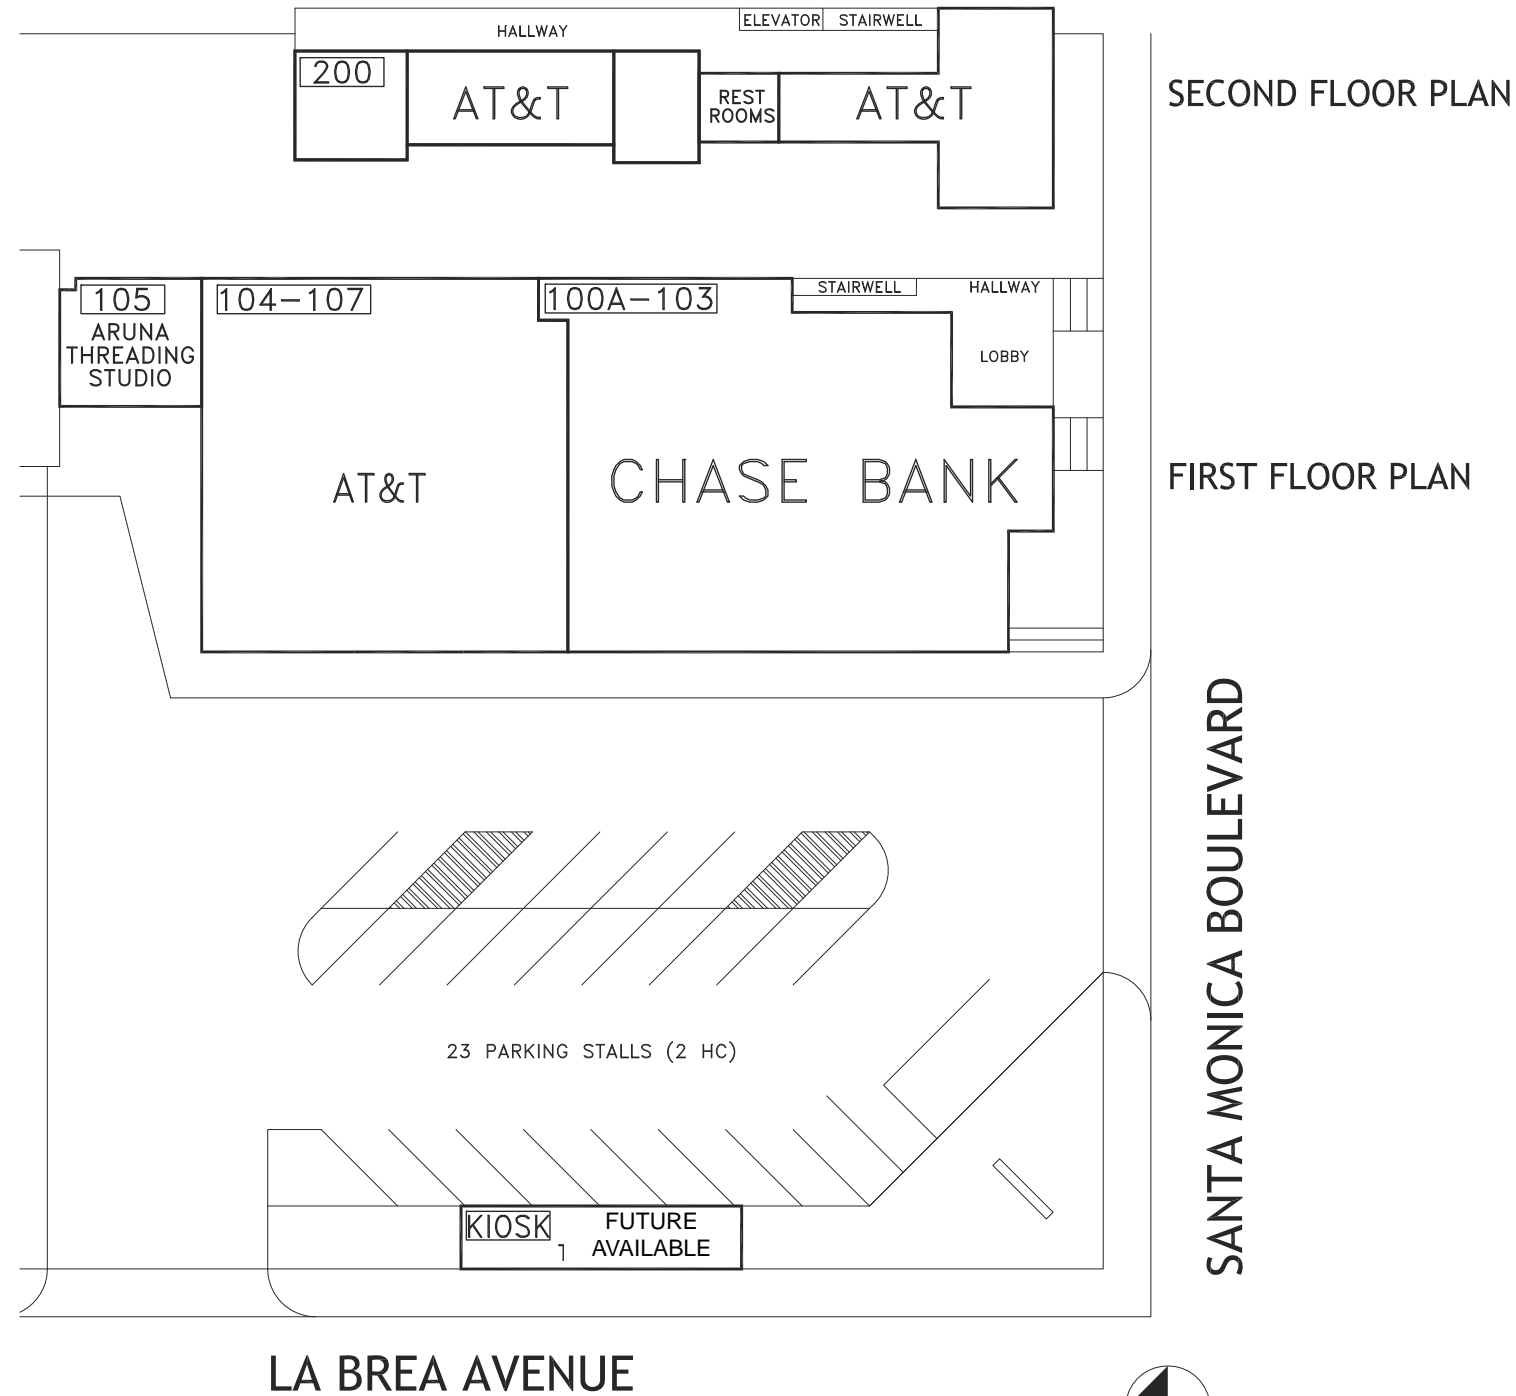 HALLWAY
ELEVATOR
STAIRWELL
200
AT&T
REST
ROOMS
AT&T
SECOND FLOOR PLAN
105
ARUNA
THREADING
STUDIO
104-107
AT&T
100A-103
STAIRWELL
HALLWAY
LOBBY
CHASE BANK
FIRST FLOOR PLAN
SANTA MONICA BOULEVARD
23 PARKING STALLS (2 HC)
KIOSK
1
FUTURE
AVAILABLE
LA BREA AVENUE